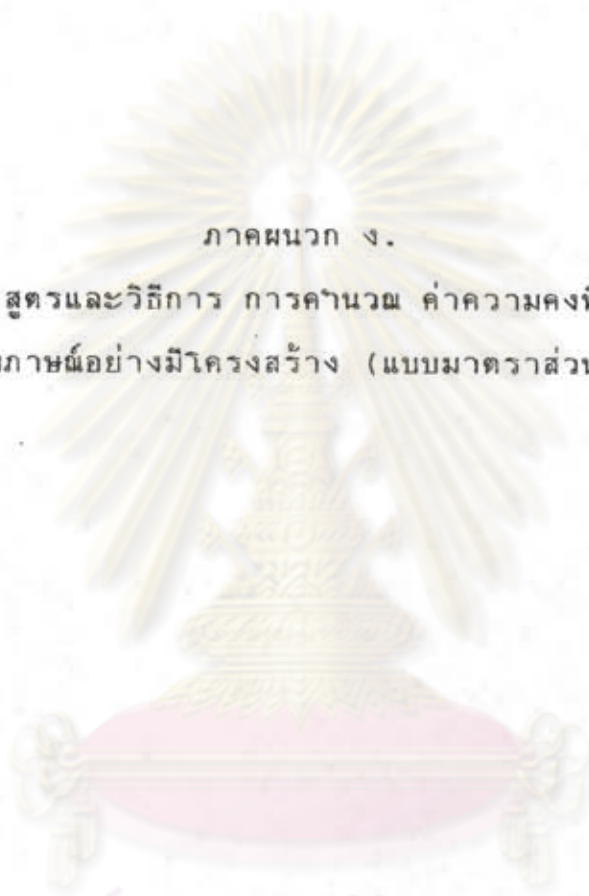 ภาคผนวก ง.
สูตรและวิธีการ การคำนวณ ค่าความคงที่
ภาษณ์อย่างมีโครงสร้าง (แบบมาตราส่วน